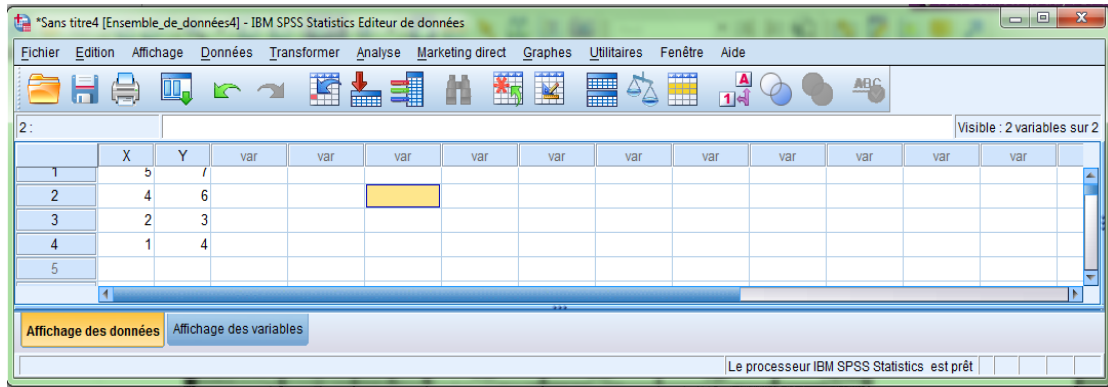 *Sans titre4 [Ensemble_de_données4] - IBM SPSS Statistics Editeur de données
Fichier Edition Affichage Données Transformer Analyse Marketing direct Graphes Utilitaires Fenêtre Aide
A
1
ABC
2 :
Visible : 2 variables sur 2
X Y var var var var var var var var var var var
1 5 7
2 4 6
3 2 3
4 1 4
5
Affichage des données Affichage des variables
Le processeur IBM SPSS Statistics est prêt